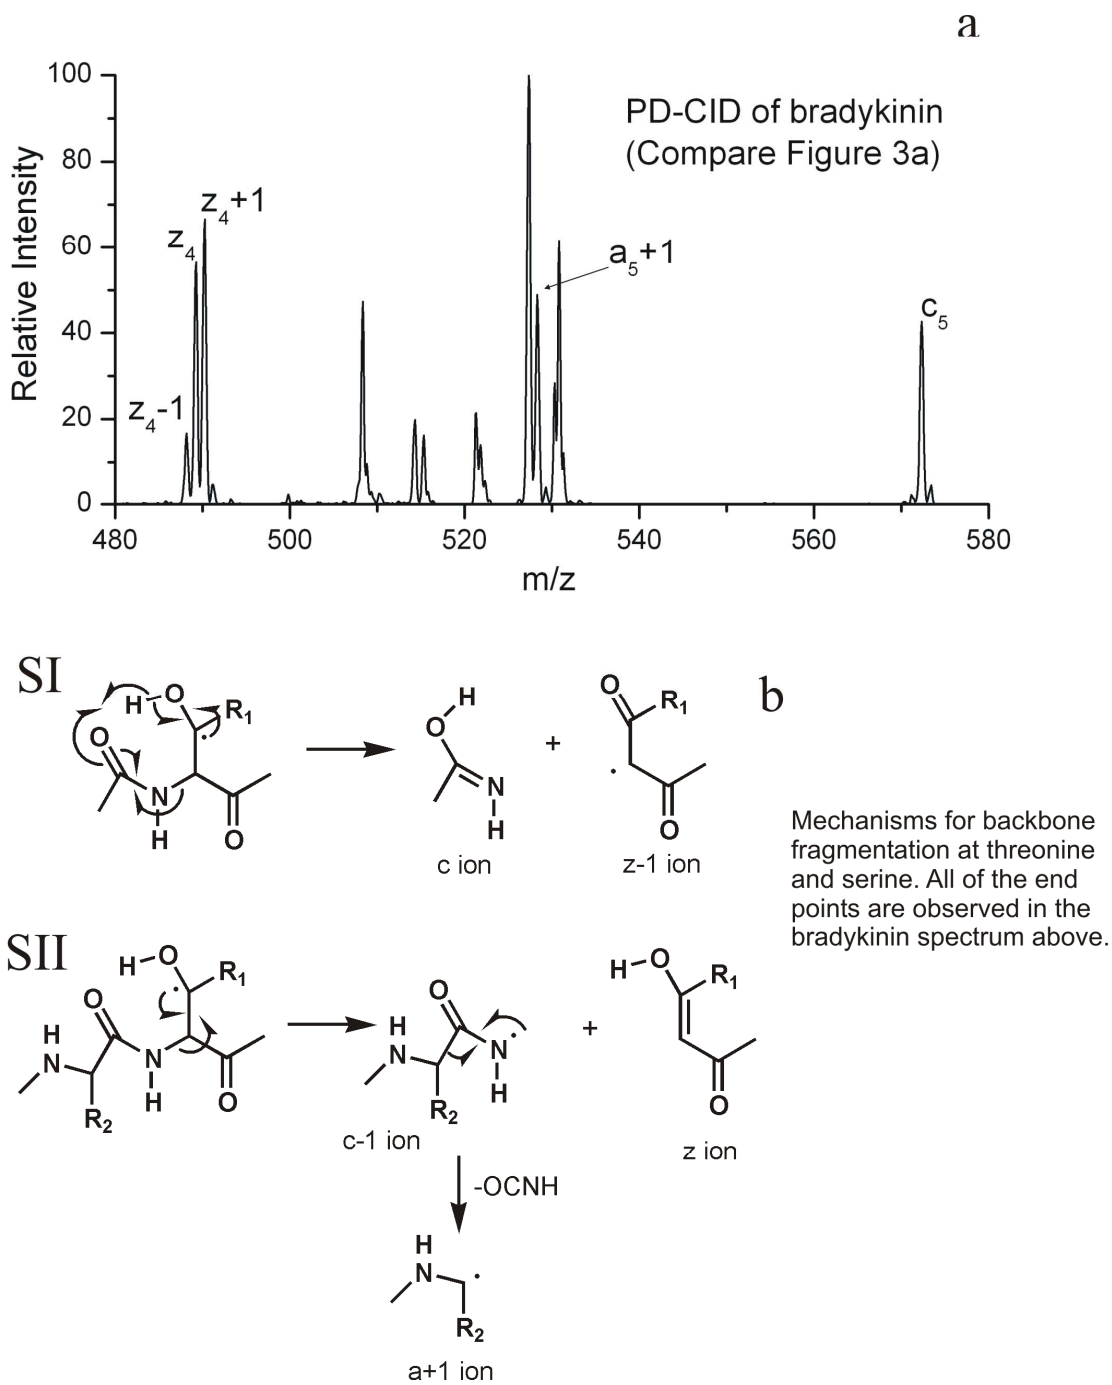 a
100
80
60
40
20
0
Relative Intensity
PD-CID of bradykinin
(Compare Figure 3a)
z4-1
z4
z4+1
a5+1
c5
480
500
520
540
560
580
m/z
SI
b
H
O
R1
O
N
H
O
H
O
N
H
c ion
+
O
R1
O
z-1 ion
Mechanisms for backbone
fragmentation at threonine
and serine. All of the end
points are observed in the
bradykinin spectrum above.
SII
H
O
R1
O
H
N
N
H
R2
O
O
H
N
N
H
R2
c-1 ion
+
H
O
R1
O
z ion
-OCNH
H
N
R2
a+1 ion